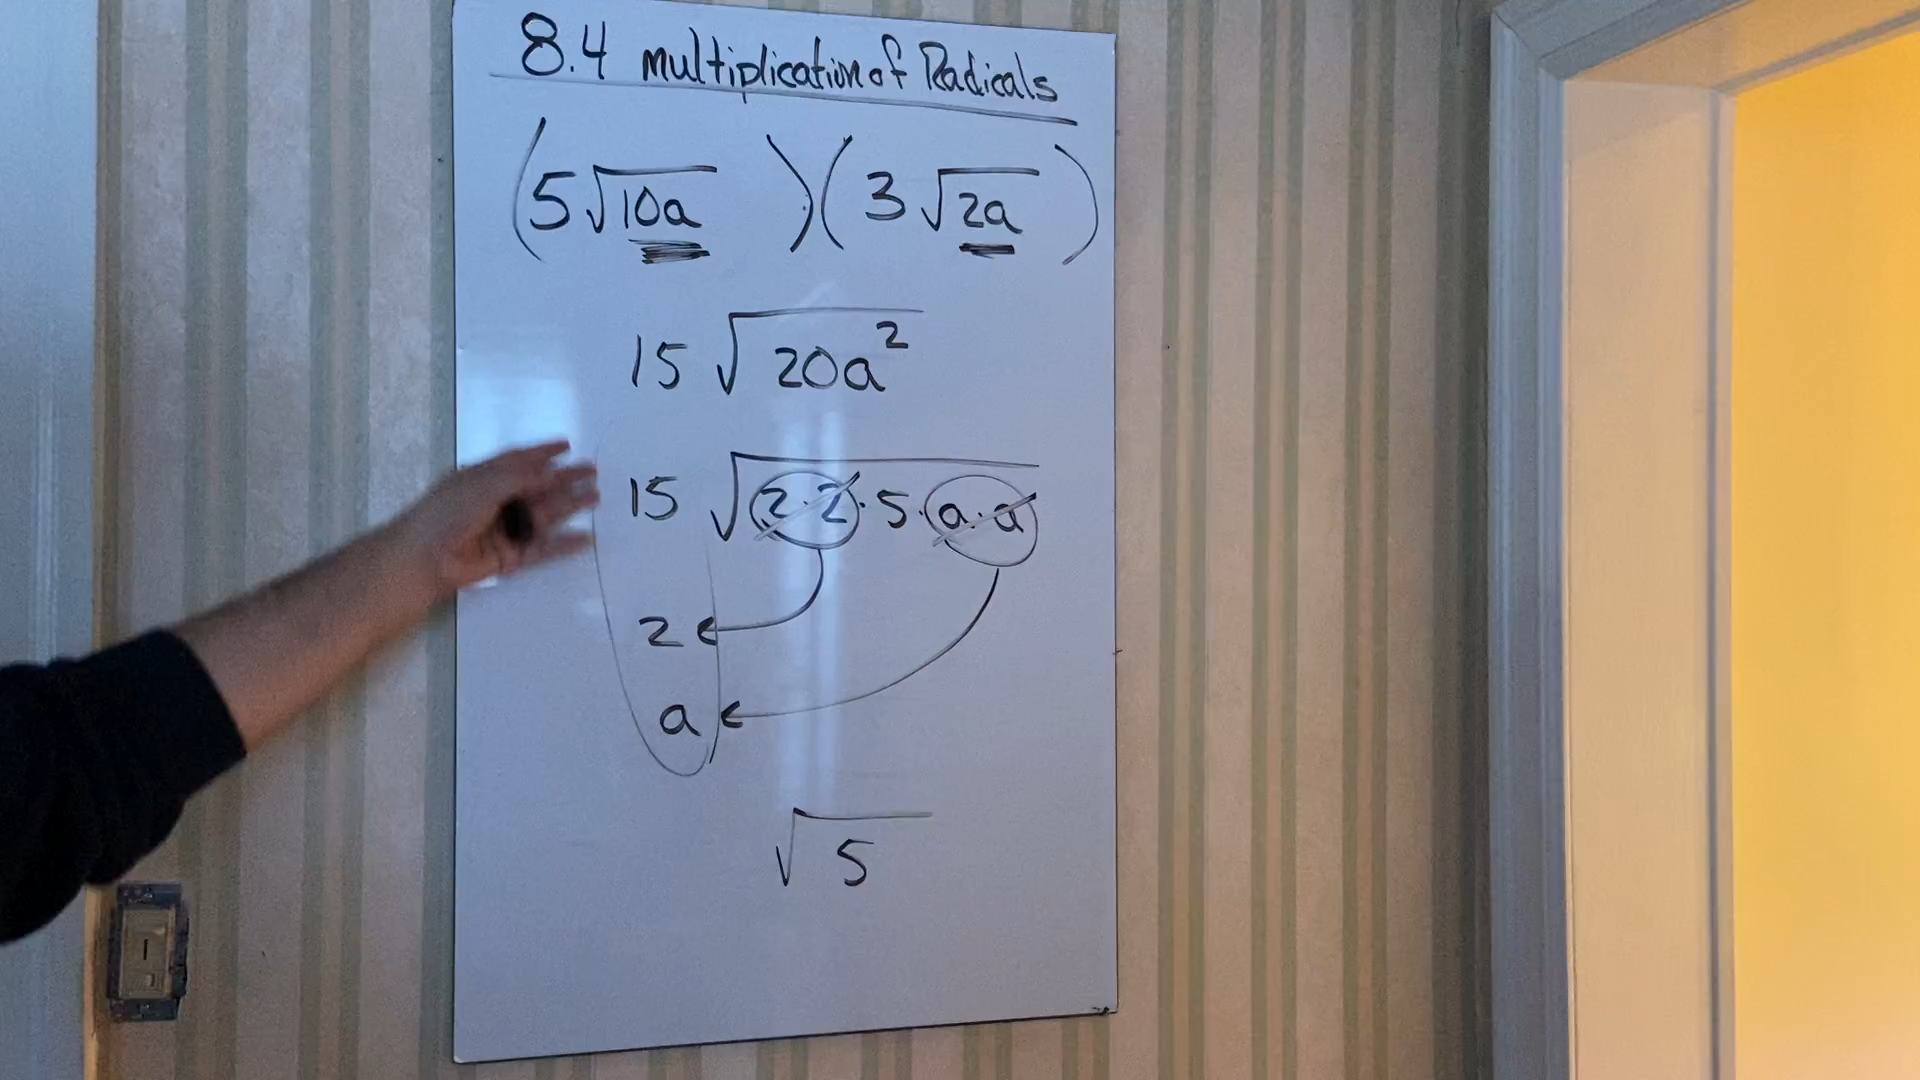 8.4 multiplication of Radicals
(5√10a)(3√2a)
15√20a²
15√2·2·5·a·a
2
a
√5